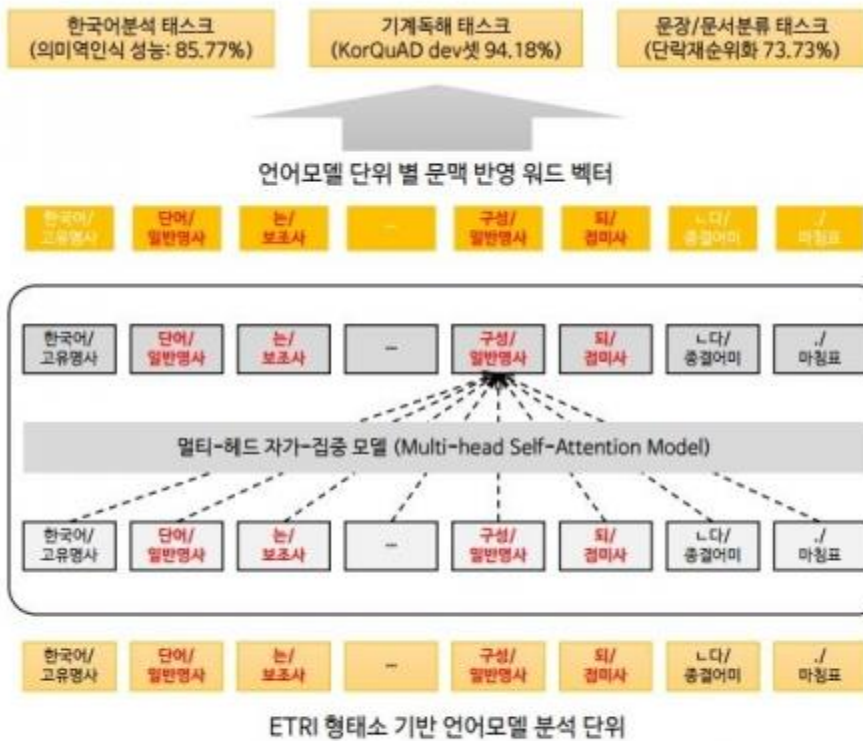 한국어분석 태스크
(의미역인식 성능: 85.77%)
기계독해 태스크
(KorQuAD dev셋 94.18%)
문장/문서분류 태스크
(단락재순위화 73.73%)
언어모델 단위 별 문맥 반영 워드 벡터
한국어/
고유명사
단어/
일반명사
는/
보조사
...
구성/
일반명사
되/
접미사
ㄴ다/
종결어미
./
마침표
한국어/
고유명사
단어/
일반명사
는/
보조사
...
구성/
일반명사
되/
접미사
ㄴ다/
종결어미
./
마침표
멀티-헤드 자가-집중 모델 (Multi-head Self-Attention Model)
한국어/
고유명사
단어/
일반명사
는/
보조사
...
구성/
일반명사
되/
접미사
ㄴ다/
종결어미
./
마침표
한국어/
고유명사
단어/
일반명사
는/
보조사
...
구성/
일반명사
되/
접미사
ㄴ다/
종결어미
./
마침표
ETRI 형태소 기반 언어모델 분석 단위